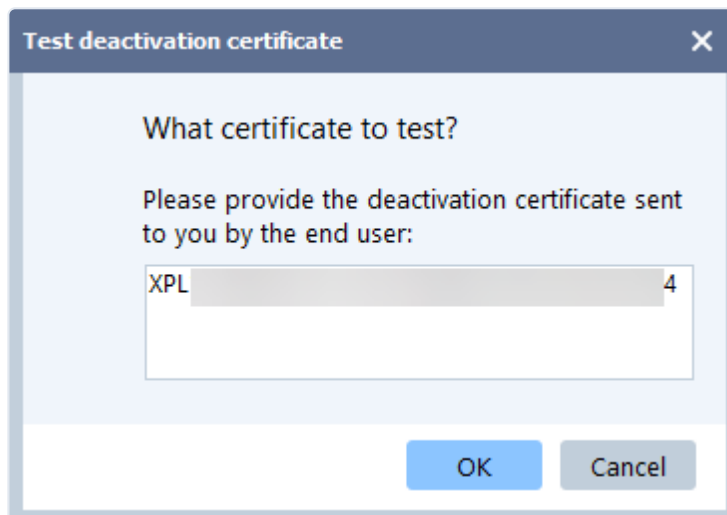 Test deactivation certificate
What certificate to test?
Please provide the deactivation certificate sent
to you by the end user:
XPL 4
OK
Cancel